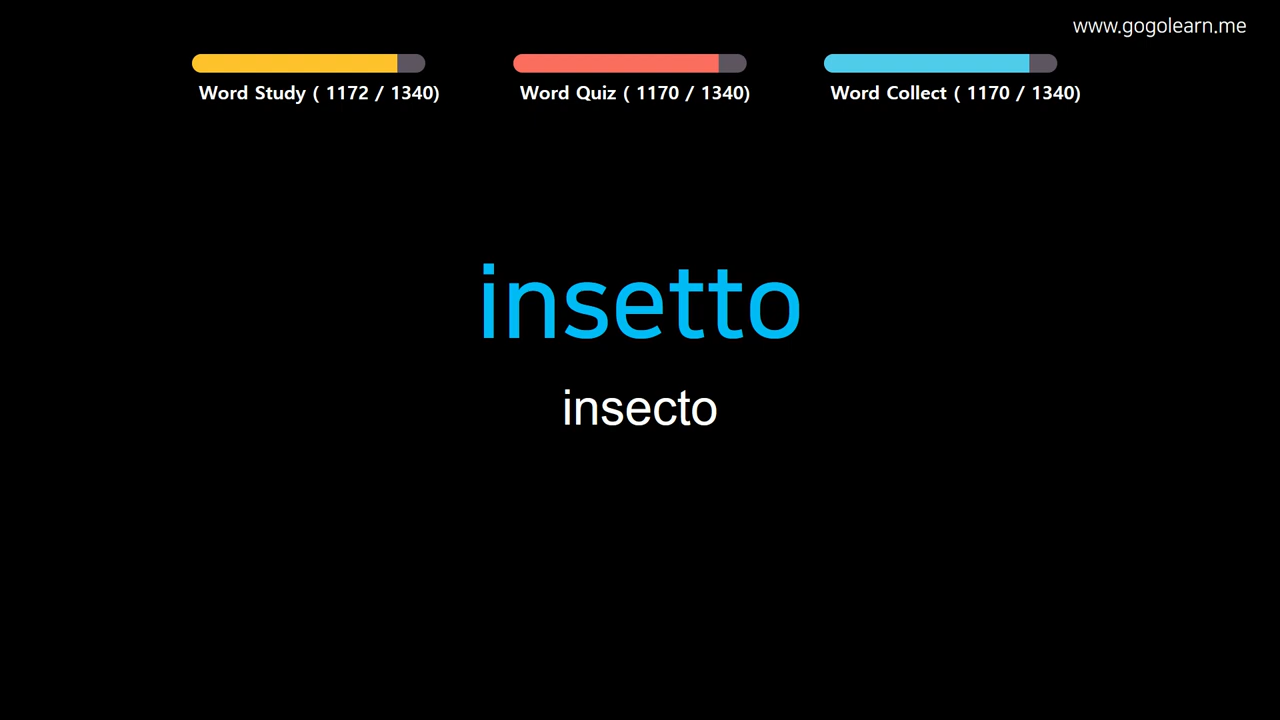 www.gogolearn.me
Word Study ( 1172 / 1340)
Word Quiz ( 1170 / 1340)
Word Collect ( 1170 / 1340)
insetto
insecto